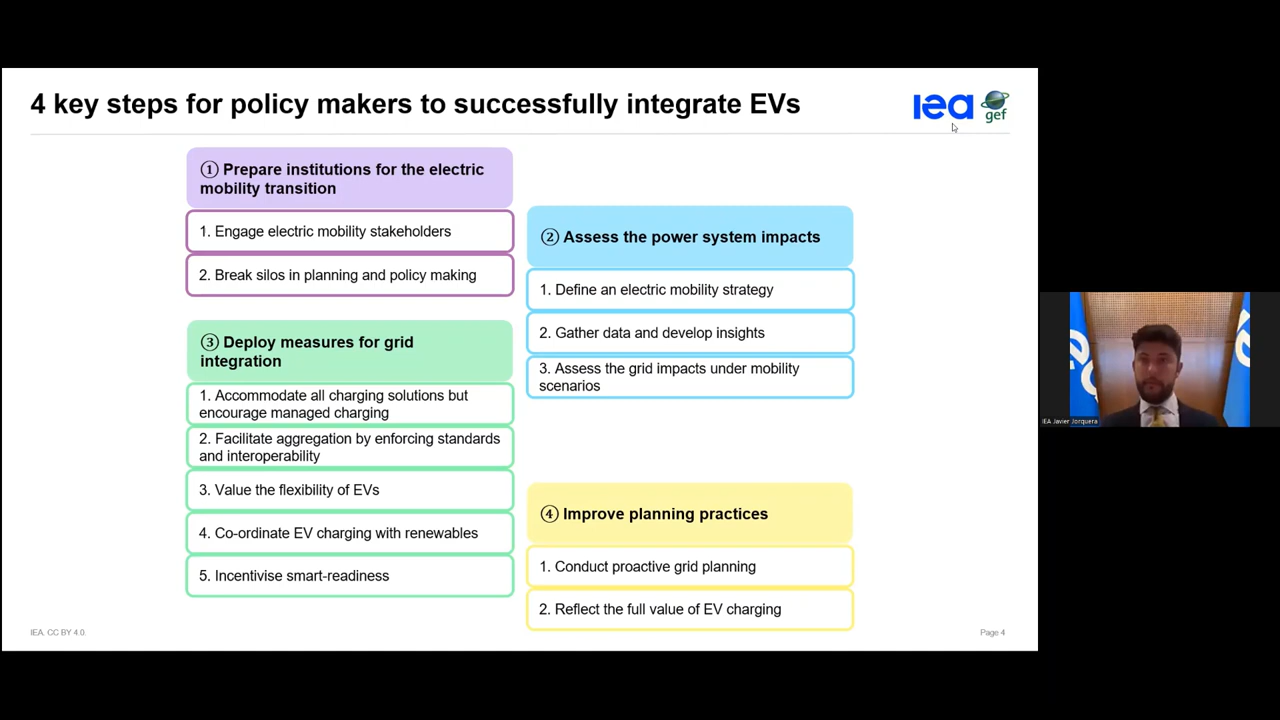 4 key steps for policy makers to successfully integrate EVs
iea
gef
① Prepare institutions for the electric
mobility transition
1. Engage electric mobility stakeholders
2. Break silos in planning and policy making
② Assess the power system impacts
1. Define an electric mobility strategy
2. Gather data and develop insights
3. Assess the grid impacts under mobility
scenarios
③ Deploy measures for grid
integration
1. Accommodate all charging solutions but
encourage managed charging
2. Facilitate aggregation by enforcing standards
and interoperability
3. Value the flexibility of EVs
4. Co-ordinate EV charging with renewables
5. Incentivise smart-readiness
④ Improve planning practices
1. Conduct proactive grid planning
2. Reflect the full value of EV charging
IEA. CC BY 4.0.
Page 4
IEA Javier Jorquera